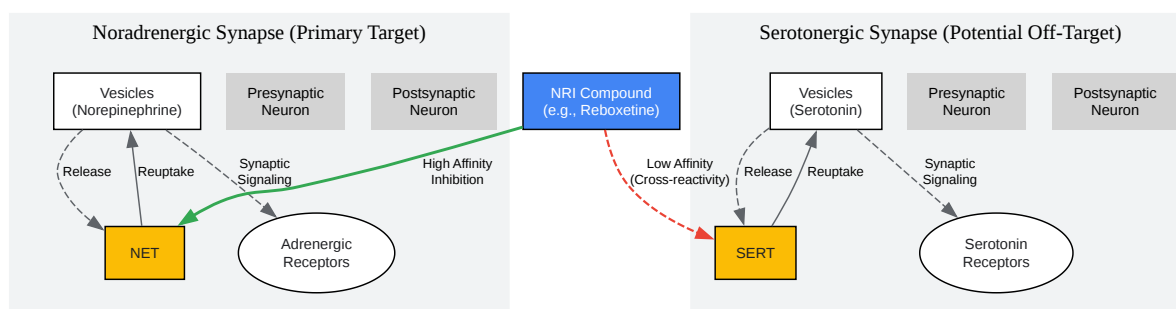 Noradrenergic Synapse (Primary Target)
Serotonergic Synapse (Potential Off-Target)
Vesicles
(Norepinephrine)
Presynaptic
Neuron
Postsynaptic
Neuron
NRI Compound
(e.g., Reboxetine)
Vesicles
(Serotonin)
Presynaptic
Neuron
Postsynaptic
Neuron
Release
Reuptake
Synaptic
Signaling
High Affinity
Inhibition
Low Affinity
(Cross-reactivity)
Release
Reuptake
Synaptic
Signaling
NET
Adrenergic
Receptors
SERT
Serotonin
Receptors